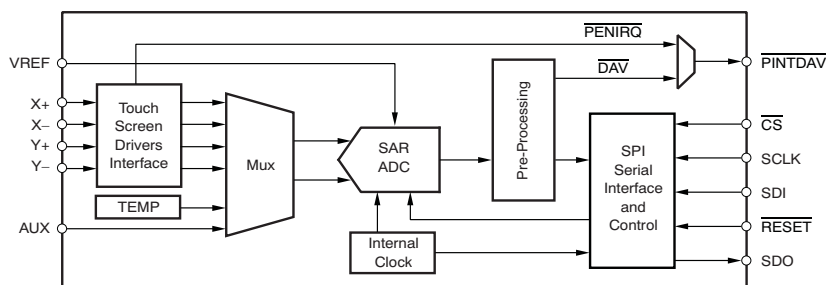 PENIRQ
VREF
PINTDAV
DAV
X+
X–
Y+
Y–
Touch
Screen
Drivers
Interface
Mux
SAR
ADC
Pre-Processing
SPI
Serial
Interface
and
Control
CS
SCLK
SDI
RESET
SDO
TEMP
AUX
Internal
Clock